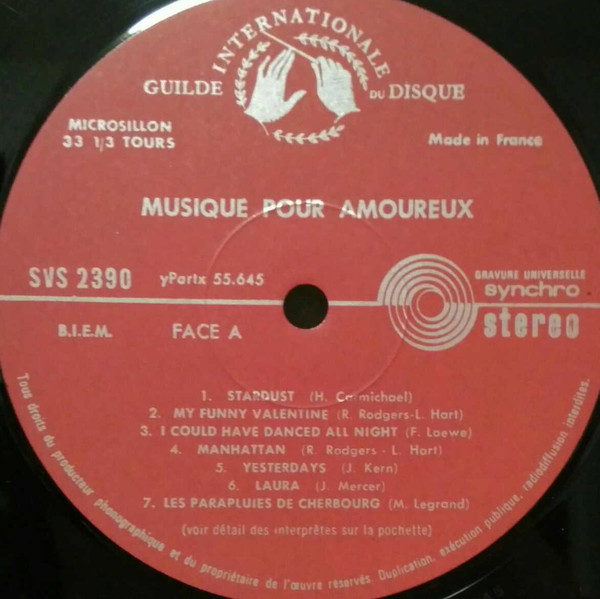 GUILDE INTERNATIONALE DU DISQUE
MICROSILLON
33 1/3 TOURS
Made in France
MUSIQUE POUR AMOUREUX
SVS 2390
yPartx 55.645
GRAVURE UNIVERSELLE
synchro
stereo
B.I.E.M.
FACE A
1. STARDUST (H. Carmichael)
2. MY FUNNY VALENTINE (R. Rodgers-L. Hart)
3. I COULD HAVE DANCED ALL NIGHT (F. Loewe)
4. MANHATTAN (R. Rodgers - L. Hart)
5. YESTERDAYS (J. Kern)
6. LAURA (J. Mercer)
7. LES PARAPLUIES DE CHERBOURG (M. Legrand)
(voir détail des interprêtes sur la pochette)
Tous droits du producteur phonographique et du propriétaire de l'œuvre réservés. Duplication, exécution publique, radiodiffusion interdites.